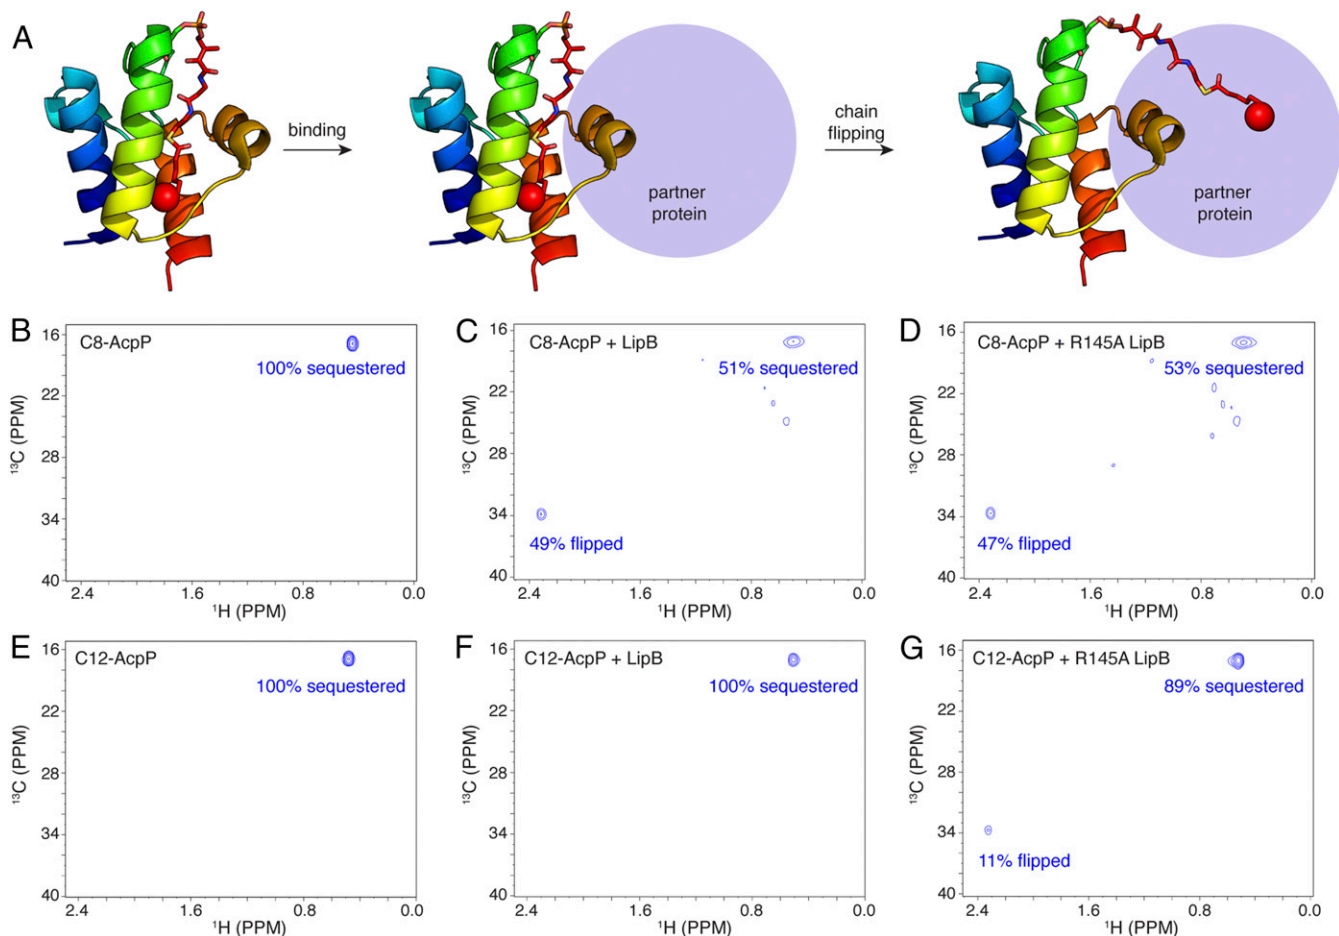 A
binding
partner
protein
chain
flipping
partner
protein
B
C8-AcpP
100% sequestered
16
22
28
34
40
¹³C (PPM)
2.4
1.6
0.8
0.0
¹H (PPM)
C
C8-AcpP + LipB
51% sequestered
49% flipped
16
22
28
34
40
¹³C (PPM)
2.4
1.6
0.8
0.0
¹H (PPM)
D
C8-AcpP + R145A LipB
53% sequestered
47% flipped
16
22
28
34
40
¹³C (PPM)
2.4
1.6
0.8
0.0
¹H (PPM)
E
C12-AcpP
100% sequestered
16
22
28
34
40
¹³C (PPM)
2.4
1.6
0.8
0.0
¹H (PPM)
F
C12-AcpP + LipB
100% sequestered
16
22
28
34
40
¹³C (PPM)
2.4
1.6
0.8
0.0
¹H (PPM)
G
C12-AcpP + R145A LipB
89% sequestered
11% flipped
16
22
28
34
40
¹³C (PPM)
2.4
1.6
0.8
0.0
¹H (PPM)